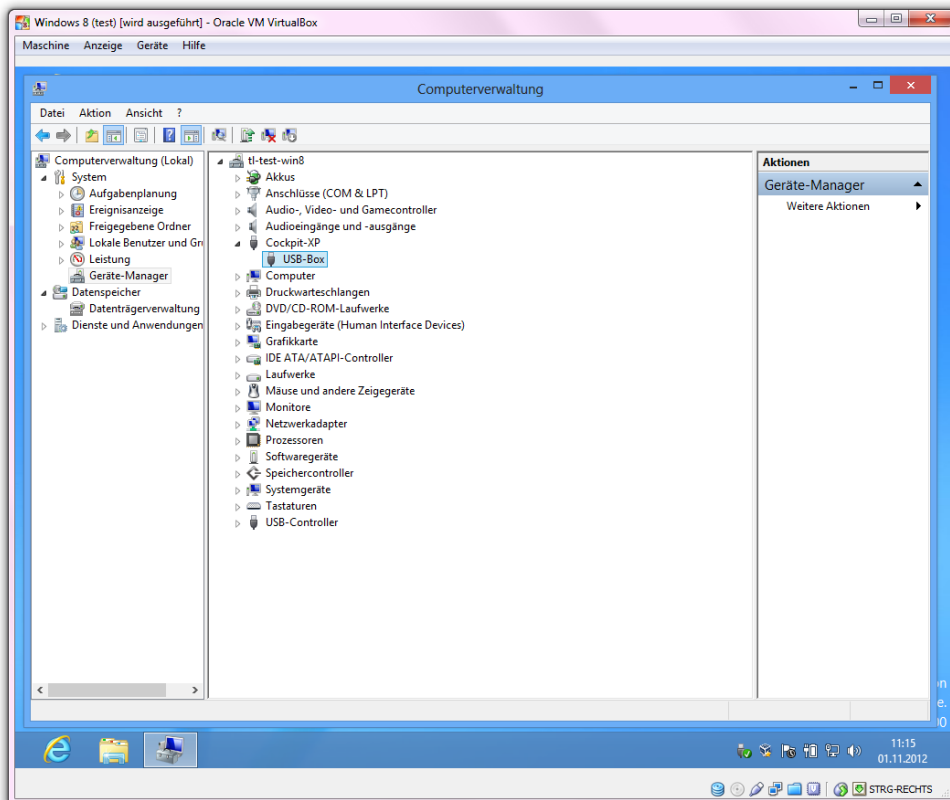 Windows 8 (test) [wird ausgeführt] - Oracle VM VirtualBox
Maschine Anzeige Geräte Hilfe
Computerverwaltung
Datei Aktion Ansicht ?
Computerverwaltung (Lokal)
System
Aufgabenplanung
Ereignisanzeige
Freigegebene Ordner
Lokale Benutzer und Gru
Leistung
Geräte-Manager
Datenspeicher
Datenträgerverwaltung
Dienste und Anwendungen
tl-test-win8
Akkus
Anschlüsse (COM & LPT)
Audio-, Video- und Gamecontroller
Audioeingänge und -ausgänge
Cockpit-XP
USB-Box
Computer
Druckwarteschlangen
DVD/CD-ROM-Laufwerke
Eingabegeräte (Human Interface Devices)
Grafikkarte
IDE ATA/ATAPI-Controller
Laufwerke
Mäuse und andere Zeigegeräte
Monitore
Netzwerkadapter
Prozessoren
Softwaregeräte
Speichercontroller
Systemgeräte
Tastaturen
USB-Controller
Aktionen
Geräte-Manager
Weitere Aktionen
11:15
01.11.2012
STRG-RECHTS